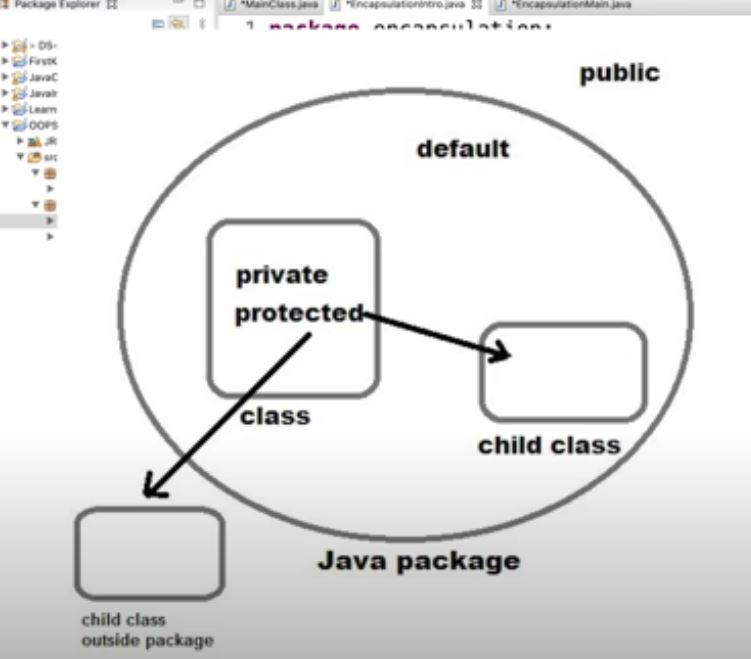 Package Explorer
*MainClass.java
*EncapsulationIntro.java
*EncapsulationMain.java
1 package encapsulation;
> DS-
FirstK
JavaC
JavaIr
Learn
OOPS
JR
src
public
default
private
protected
class
child class
Java package
child class
outside package